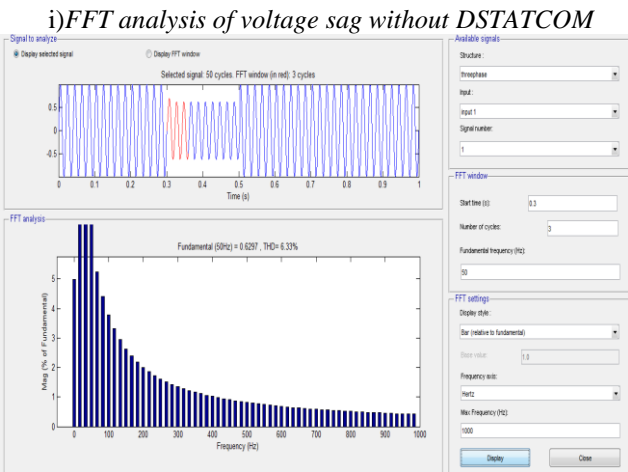 i)FFT analysis of voltage sag without DSTATCOM
Signal to analyze
Display selected signal
Display FFT window
Selected signal: 50 cycles. FFT window (in red): 3 cycles
0.5
0
-0.5
0 0.1 0.2 0.3 0.4 0.5 0.6 0.7 0.8 0.9 1
Time (s)
FFT analysis
Fundamental (50Hz) = 0.6297 , THD= 6.33%
Mag (% of Fundamental)
5
4
3
2
1
0
0 100 200 300 400 500 600 700 800 900 1000
Frequency (Hz)
Available signals
Structure :
threephase
Input :
input 1
Signal number:
1
FFT window
Start time (s):
0.3
Number of cycles:
3
Fundamental frequency (Hz):
50
FFT settings
Display style :
Bar (relative to fundamental)
Base value:
1.0
Frequency axis:
Hertz
Max Frequency (Hz):
1000
Display
Close